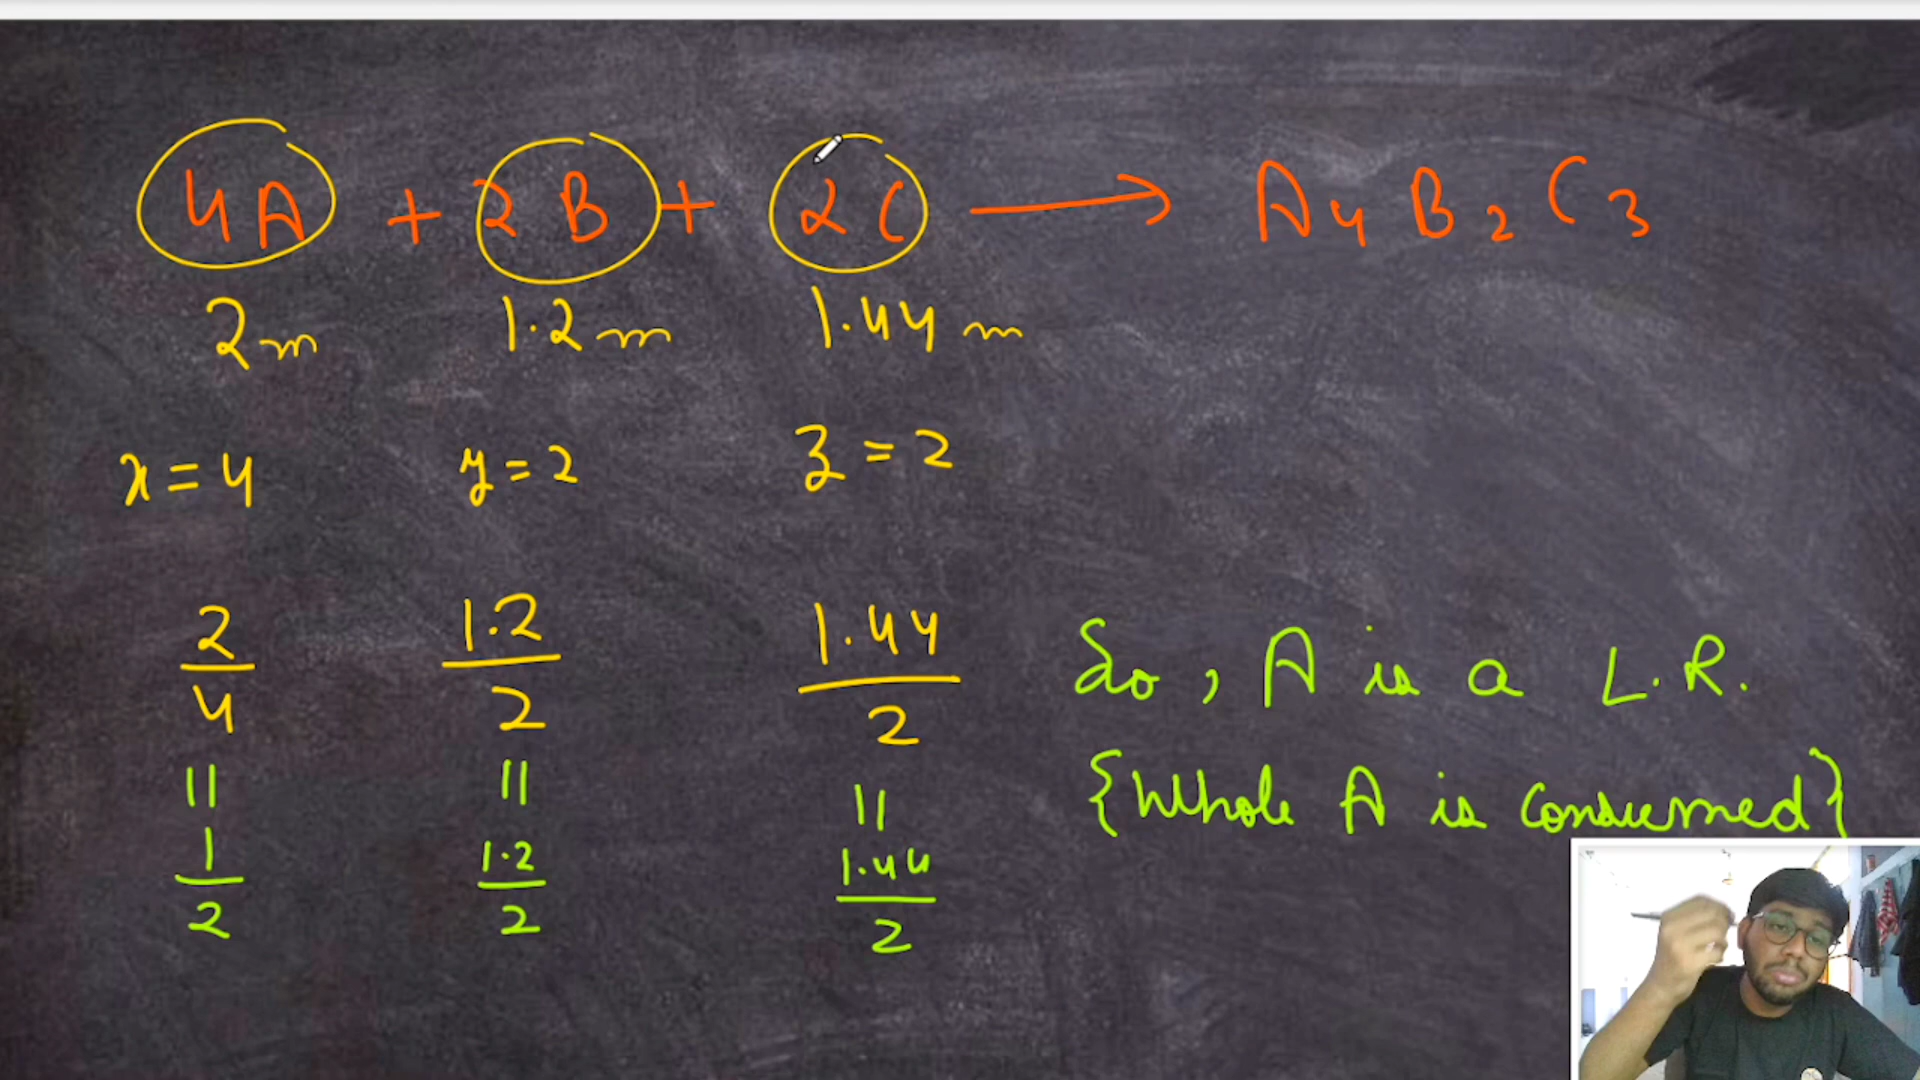 4A + 2B + 2C ⟶ A4B2C3
2m 1.2m 1.44m
x = 4 y = 2 z = 2
2/4 1.2/2 1.44/2
|| || ||
1/2 1.2/2 1.44/2
So, A is a L.R.
{Whole A is consumed}